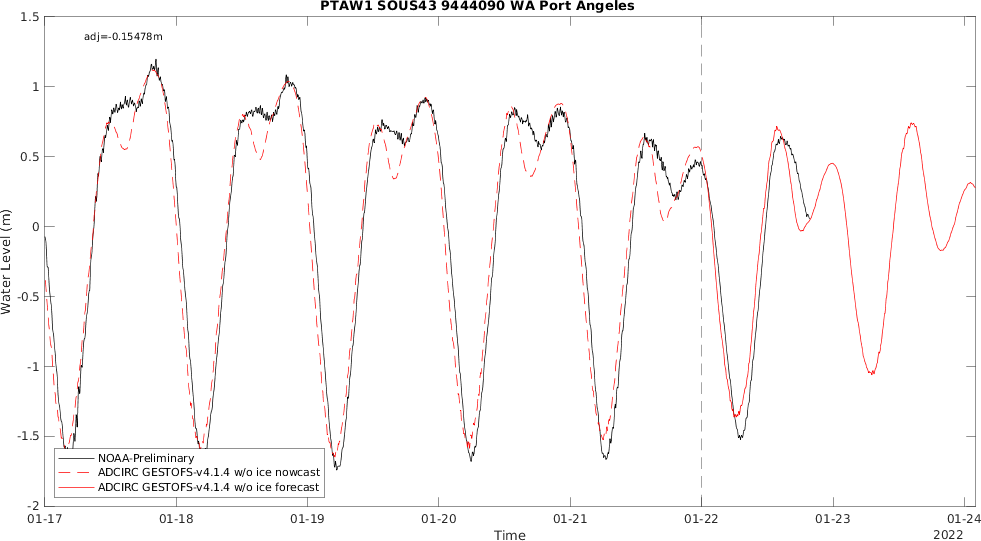 PTAW1 SOUS43 9444090 WA Port Angeles
adj=-0.15478m
1.5
1
0.5
0
-0.5
-1
-1.5
-2
Water Level (m)
NOAA-Preliminary
ADCIRC GESTOFS-v4.1.4 w/o ice nowcast
ADCIRC GESTOFS-v4.1.4 w/o ice forecast
01-17 01-18 01-19 01-20 01-21 01-22 01-23 01-24
Time
2022